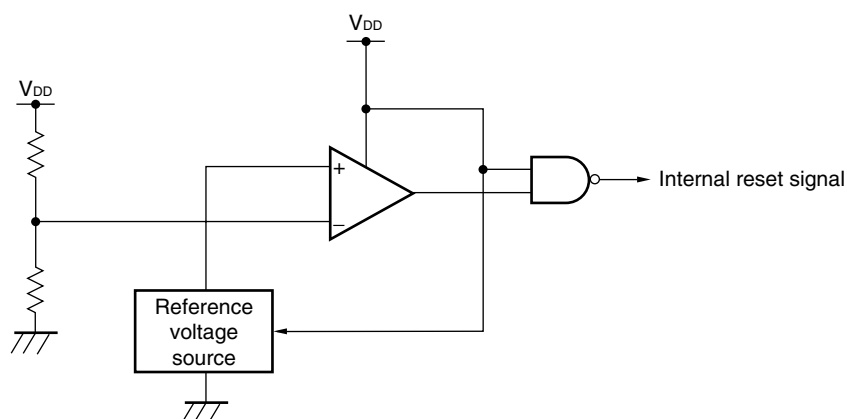 VDD
VDD
+
−
Internal reset signal
Reference
voltage
source